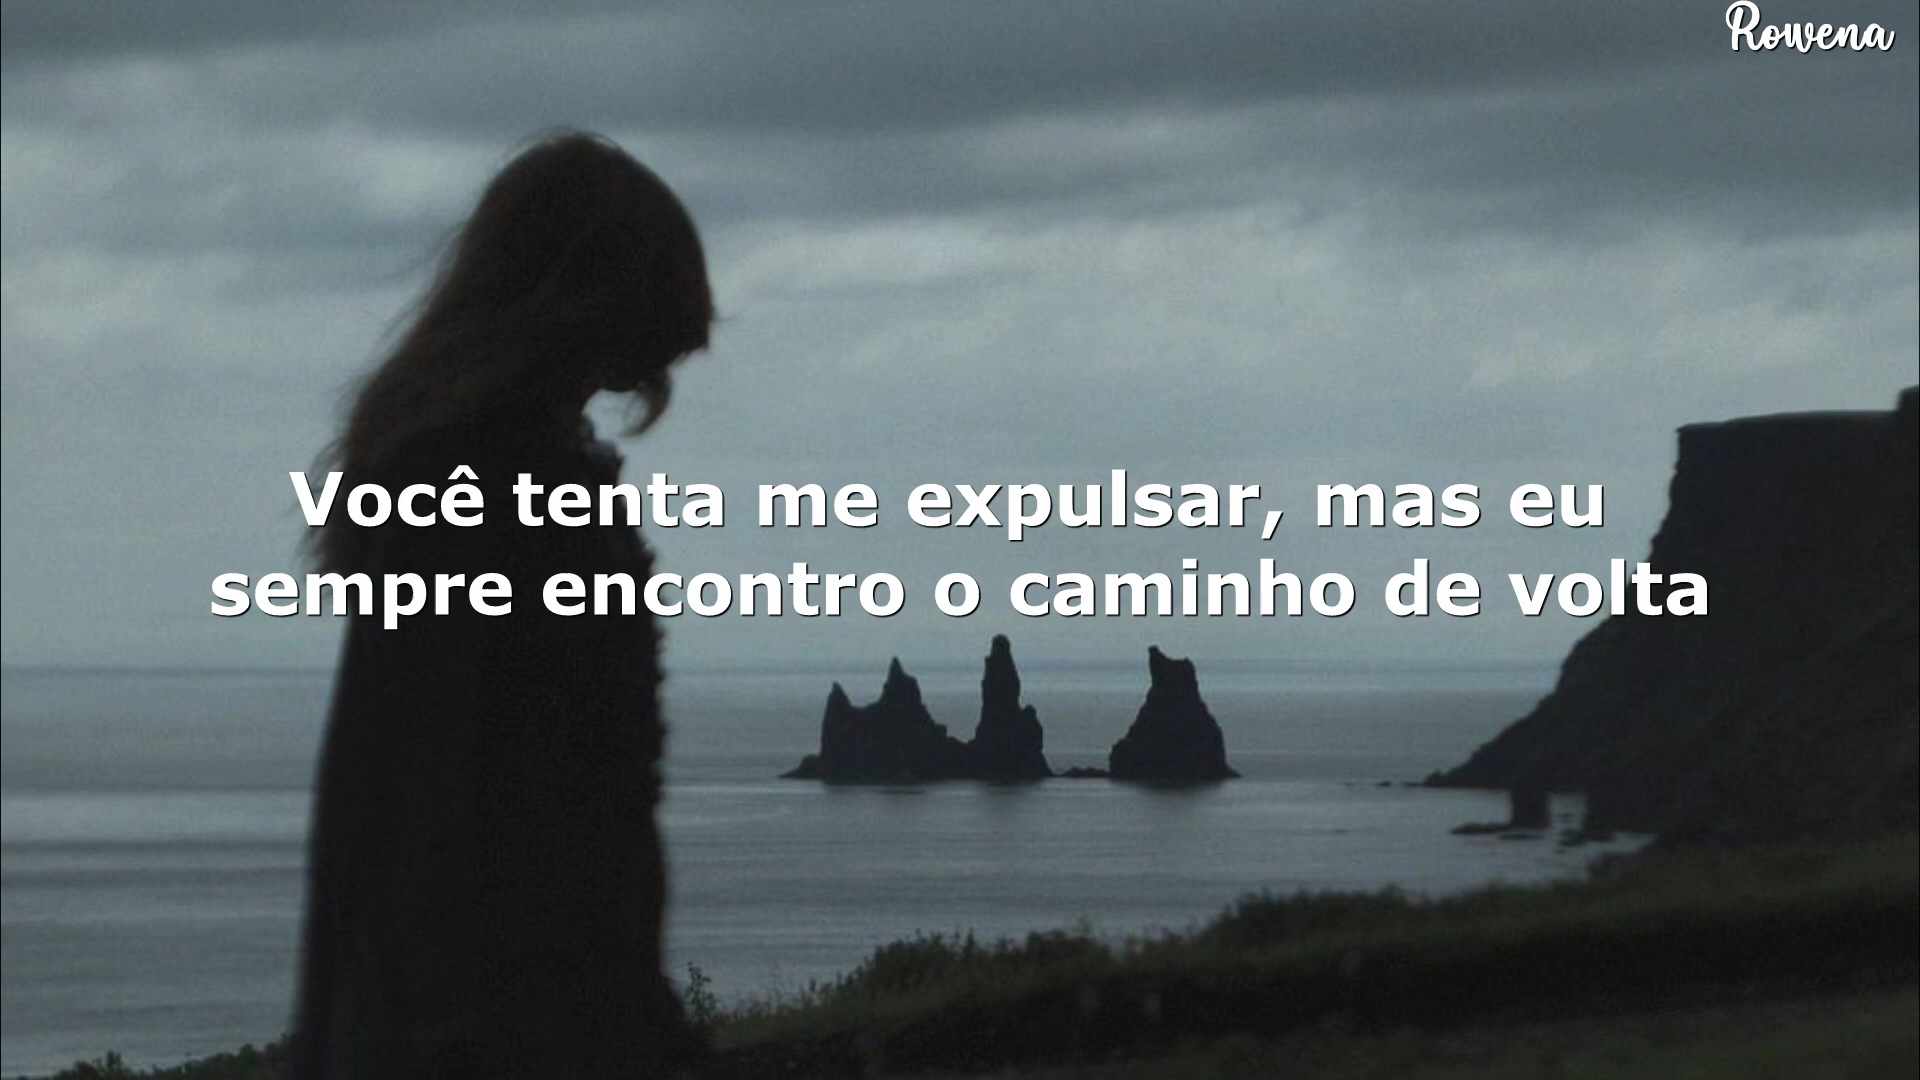 Rowena
Você tenta me expulsar, mas eu
sempre encontro o caminho de volta